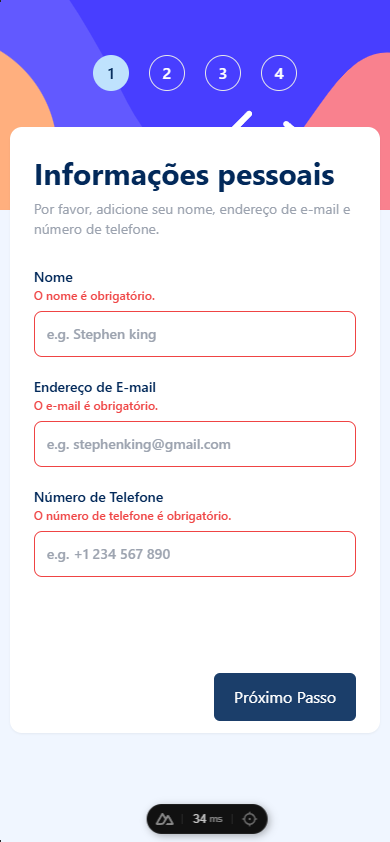 1 2 3 4
Informações pessoais
Por favor, adicione seu nome, endereço de e-mail e
número de telefone.
Nome
O nome é obrigatório.
e.g. Stephen king
Endereço de E-mail
O e-mail é obrigatório.
e.g. stephenking@gmail.com
Número de Telefone
O número de telefone é obrigatório.
e.g. +1 234 567 890
Próximo Passo
34 ms